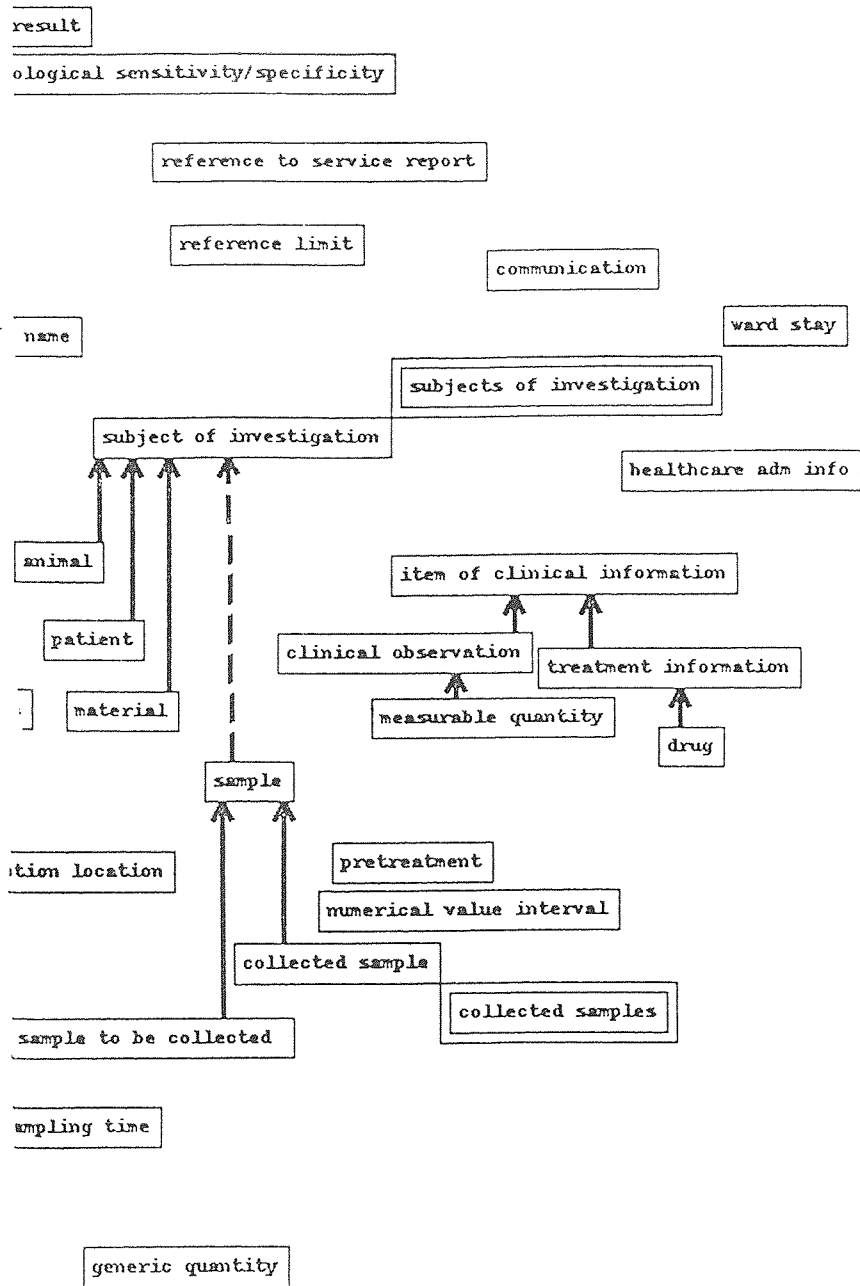 result
ological sensitivity/specificity
reference to service report
reference limit
communication
ward stay
name
subjects of investigation
subject of investigation
healthcare adm info
animal
item of clinical information
patient
clinical observation
treatment information
material
measurable quantity
drug
sample
pretreatment
tion location
numerical value interval
collected sample
collected samples
sample to be collected
ampling time
generic quantity